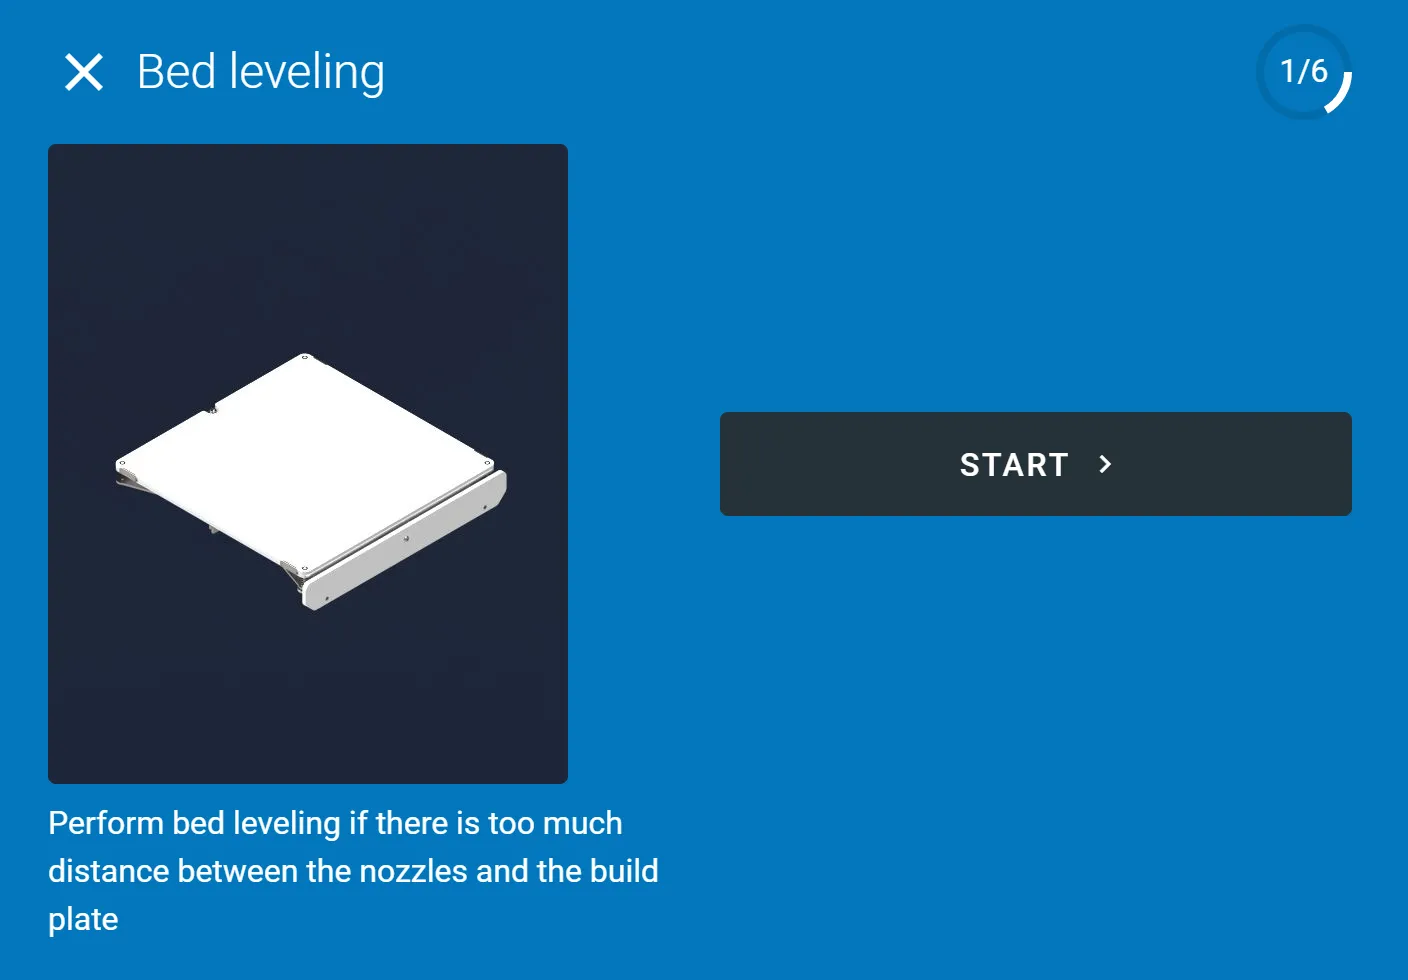 Bed leveling
1/6
START
Perform bed leveling if there is too much
distance between the nozzles and the build
plate